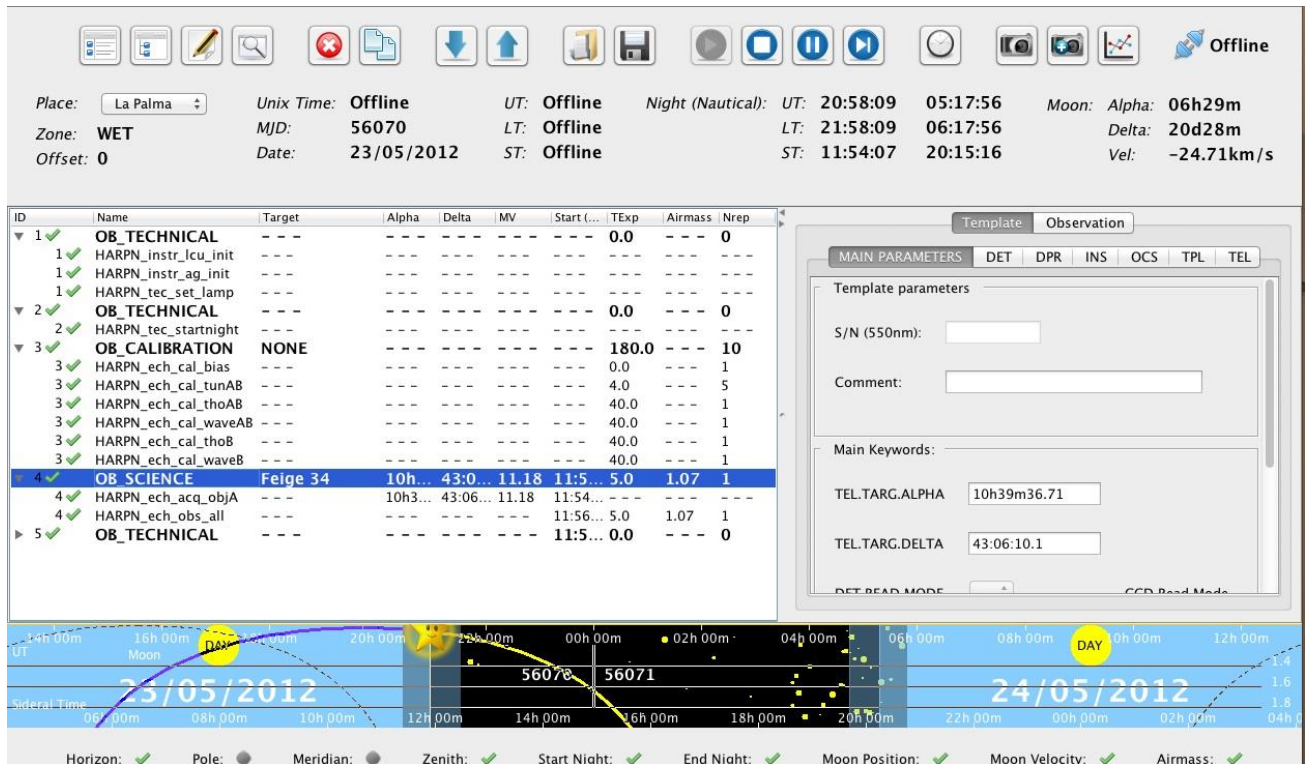 Offline
Place: La Palma Unix Time: Offline UT: Offline Night (Nautical): UT: 20:58:09 05:17:56 Moon: Alpha: 06h29m
Zone: WET MJD: 56070 LT: Offline LT: 21:58:09 06:17:56 Delta: 20d28m
Offset: 0 Date: 23/05/2012 ST: Offline ST: 11:54:07 20:15:16 Vel: -24.71km/s
ID Name Target Alpha Delta MV Start (... TExp Airmass Nrep
1 OB_TECHNICAL - - - - - - - - - - - - - - - 0.0 - - - 0
1 HARPN_instr_lcu_init - - - - - - - - - - - - - - - - - - - - - - - -
1 HARPN_instr_ag_init - - - - - - - - - - - - - - - - - - - - - - - -
1 HARPN_tec_set_lamp - - - - - - - - - - - - - - - - - - - - - - - -
2 OB_TECHNICAL - - - - - - - - - - - - - - - 0.0 - - - 0
2 HARPN_tec_startnight - - - - - - - - - - - - - - - - - - - - - - - -
3 OB_CALIBRATION NONE - - - - - - - - - - - - 180.0 - - - 10
3 HARPN_ech_cal_bias - - - - - - - - - - - - - - - 0.0 - - - 1
3 HARPN_ech_cal_tunAB - - - - - - - - - - - - - - - 4.0 - - - 5
3 HARPN_ech_cal_thoAB - - - - - - - - - - - - - - - 40.0 - - - 1
3 HARPN_ech_cal_waveAB - - - - - - - - - - - - - - - 40.0 - - - 1
3 HARPN_ech_cal_thoB - - - - - - - - - - - - - - - 40.0 - - - 1
3 HARPN_ech_cal_waveB - - - - - - - - - - - - - - - 40.0 - - - 1
4 OB_SCIENCE Feige 34 10h... 43:0... 11.18 11:5... 5.0 1.07 1
4 HARPN_ech_acq_objA - - - 10h3... 43:06... 11.18 11:54... - - - - - - - - -
4 HARPN_ech_obs_all - - - - - - - - - - - - 11:56... 5.0 1.07 1
5 OB_TECHNICAL - - - - - - - - - - - - 11:5... 0.0 - - - 0
Template Observation
MAIN PARAMETERS DET DPR INS OCS TPL TEL
Template parameters
S/N (550nm):
Comment:
Main Keywords:
TEL.TARG.ALPHA 10h39m36.71
TEL.TARG.DELTA 43:06:10.1
DET READ MODE CCD Read Mode
14h 00m 16h 00m DAY 20h 00m 22h 00m 00h 00m 02h 00m 04h 00m 06h 00m 08h 00m DAY 10h 00m 12h 00m
UT Moon 1.4
56070 56071
23/05/2012 24/05/2012 1.6
Sideral Time 1.8
06h 00m 08h 00m 10h 00m 12h 00m 14h 00m 16h 00m 18h 00m 20h 00m 22h 00m 00h 00m 02h 00m 04h
Horizon: Pole: Meridian: Zenith: Start Night: End Night: Moon Position: Moon Velocity: Airmass: